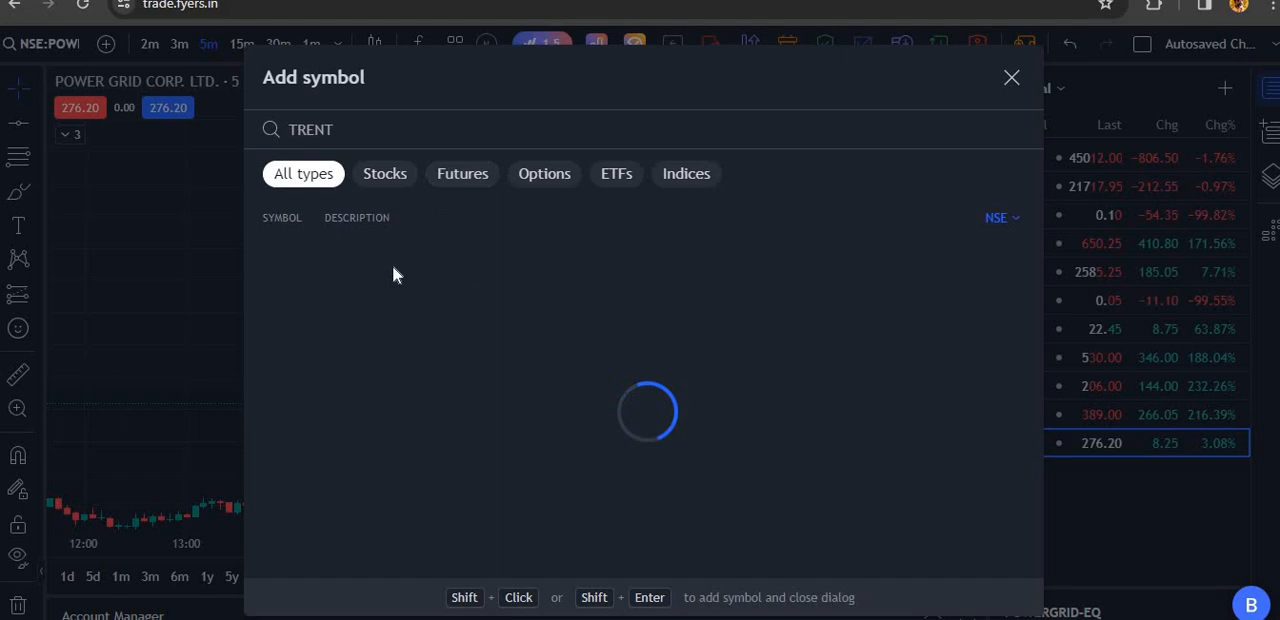 trade.fyers.in
NSE:POW
2m 3m 5m 15m 30m 1m
1.5
Autosaved Ch...
POWER GRID CORP. LTD. · 5
276.20 0.00 276.20
3
Add symbol
TRENT
All types Stocks Futures Options ETFs Indices
SYMBOL DESCRIPTION NSE
Last Chg Chg%
45012.00 −806.50 −1.76%
21717.95 −212.55 −0.97%
0.10 −54.35 −99.82%
650.25 410.80 171.56%
2585.25 185.05 7.71%
0.05 −11.10 −99.55%
22.45 8.75 63.87%
530.00 346.00 188.04%
206.00 144.00 232.26%
389.00 266.05 216.39%
276.20 8.25 3.08%
12:00 13:00
1d 5d 1m 3m 6m 1y 5y
Shift + Click or Shift + Enter to add symbol and close dialog
Account Manager
POWERGRID-EQ
B